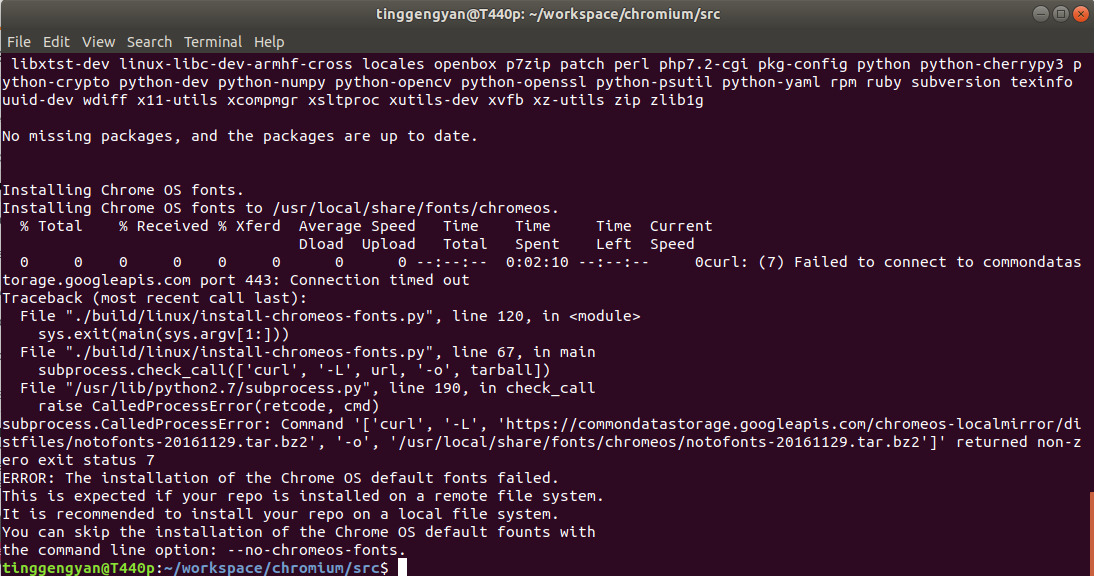 tinggengyan@T440p: ~/workspace/chromium/src
File Edit View Search Terminal Help
libxtst-dev linux-libc-dev-armhf-cross locales openbox p7zip patch perl php7.2-cgi pkg-config python python-cherrypy3 p
ython-crypto python-dev python-numpy python-opencv python-openssl python-psutil python-yaml rpm ruby subversion texinfo
uuid-dev wdiff x11-utils xcompmgr xsltproc xutils-dev xvfb xz-utils zip zlib1g
No missing packages, and the packages are up to date.
Installing Chrome OS fonts.
Installing Chrome OS fonts to /usr/local/share/fonts/chromeos.
% Total % Received % Xferd Average Speed Time Time Time Current
Dload Upload Total Spent Left Speed
0 0 0 0 0 0 0 0 --:--:-- 0:02:10 --:--:-- 0curl: (7) Failed to connect to commondatas
torage.googleapis.com port 443: Connection timed out
Traceback (most recent call last):
File "./build/linux/install-chromeos-fonts.py", line 120, in <module>
sys.exit(main(sys.argv[1:]))
File "./build/linux/install-chromeos-fonts.py", line 67, in main
subprocess.check_call(['curl', '-L', url, '-o', tarball])
File "/usr/lib/python2.7/subprocess.py", line 190, in check_call
raise CalledProcessError(retcode, cmd)
subprocess.CalledProcessError: Command '['curl', '-L', 'https://commondatastorage.googleapis.com/chromeos-localmirror/di
stfiles/notofonts-20161129.tar.bz2', '-o', '/usr/local/share/fonts/chromeos/notofonts-20161129.tar.bz2']' returned non-z
ero exit status 7
ERROR: The installation of the Chrome OS default fonts failed.
This is expected if your repo is installed on a remote file system.
It is recommended to install your repo on a local file system.
You can skip the installation of the Chrome OS default founts with
the command line option: --no-chromeos-fonts.
tinggengyan@T440p:~/workspace/chromium/src$